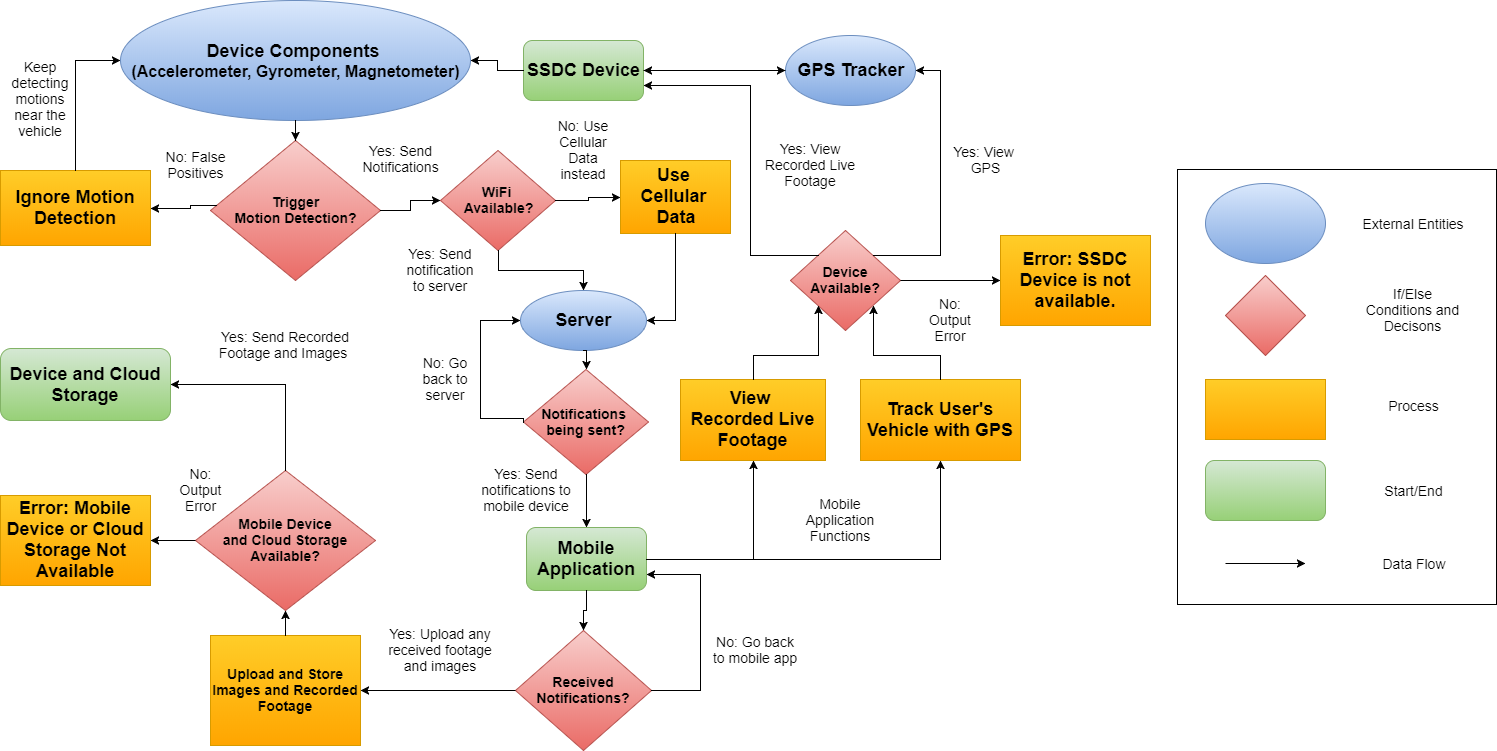 Device Components
(Accelerometer, Gyrometer, Magnetometer)
SSDC Device
GPS Tracker
Keep
detecting
motions
near the
vehicle
No: False
Positives
Yes: Send
Notifications
No: Use
Cellular
Data
instead
Yes: View
Recorded Live
Footage
Yes: View
GPS
Ignore Motion
Detection
Trigger
Motion Detection?
WiFi
Available?
Use
Cellular
Data
Yes: Send
notification
to server
Device
Available?
Error: SSDC
Device is not
available.
No:
Output
Error
Server
Yes: Send Recorded
Footage and Images
No: Go
back to
server
Device and Cloud
Storage
Notifications
being sent?
View
Recorded Live
Footage
Track User's
Vehicle with GPS
No:
Output
Error
Yes: Send
notifications to
mobile device
Mobile
Application
Functions
Error: Mobile
Device or Cloud
Storage Not
Available
Mobile Device
and Cloud Storage
Available?
Mobile
Application
Yes: Upload any
received footage
and images
No: Go back
to mobile app
Upload and Store
Images and Recorded
Footage
Received
Notifications?
External Entities
If/Else
Conditions and
Decisons
Process
Start/End
Data Flow